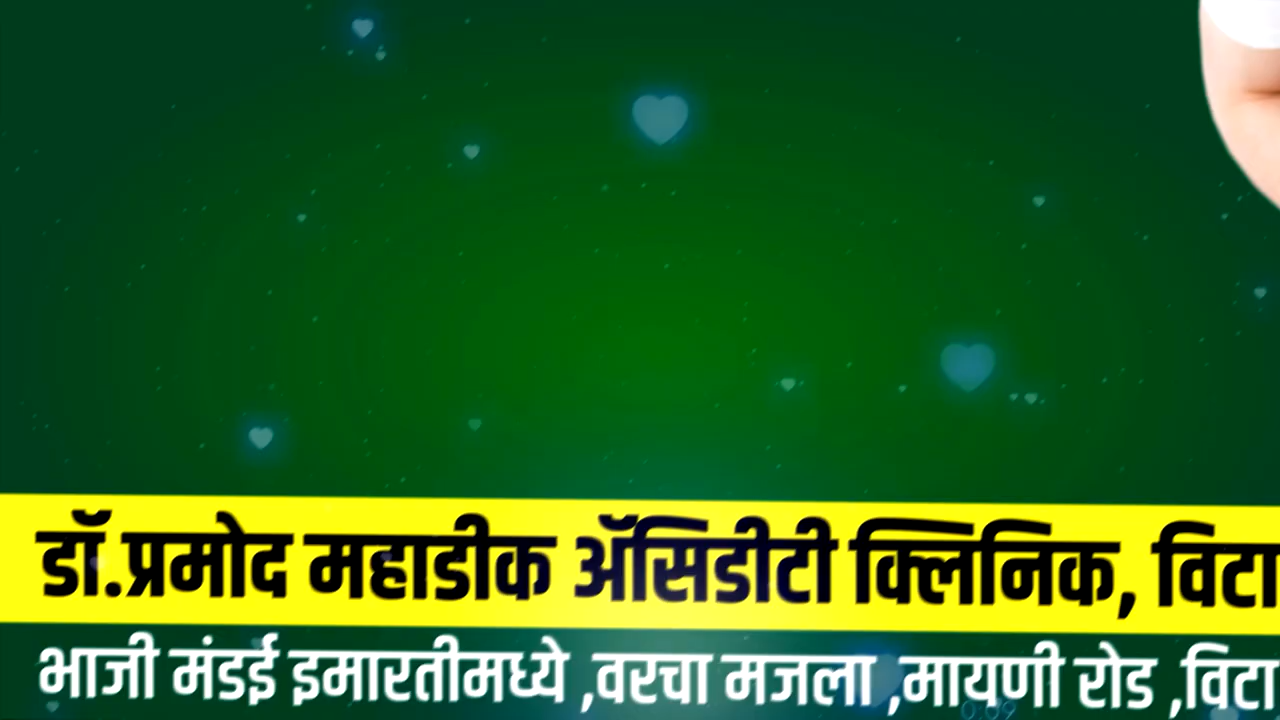 डॉ.प्रमोद महाडीक ॲसिडीटी क्लिनिक, विटा
भाजी मंडई इमारतीमध्ये ,वरचा मजला ,मायणी रोड ,विटा